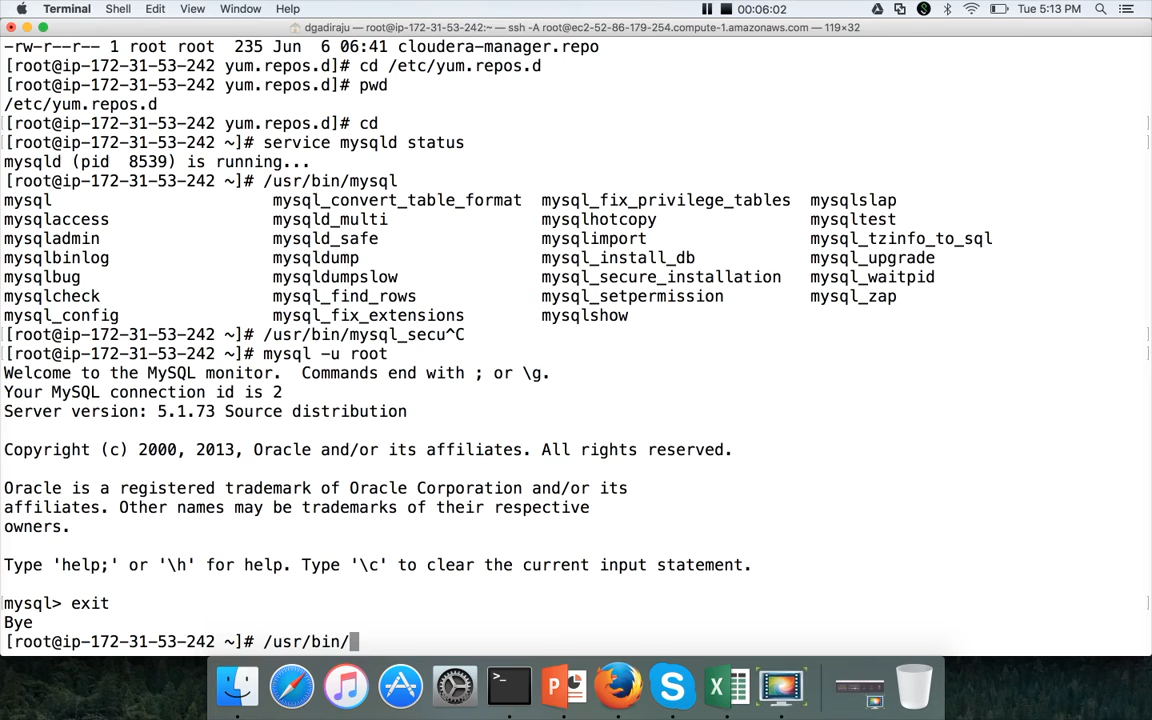 Terminal Shell Edit View Window Help 00:06:02 Tue 5:13 PM
dgadiraju — root@ip-172-31-53-242:~ — ssh -A root@ec2-52-86-179-254.compute-1.amazonaws.com — 119×32
-rw-r--r-- 1 root root  235 Jun  6 06:41 cloudera-manager.repo
[root@ip-172-31-53-242 yum.repos.d]# cd /etc/yum.repos.d
[root@ip-172-31-53-242 yum.repos.d]# pwd
/etc/yum.repos.d
[root@ip-172-31-53-242 yum.repos.d]# cd
[root@ip-172-31-53-242 ~]# service mysqld status
mysqld (pid  8539) is running...
[root@ip-172-31-53-242 ~]# /usr/bin/mysql
mysql mysql_convert_table_format mysql_fix_privilege_tables mysqlslap
mysqlaccess mysqld_multi mysqlhotcopy mysqltest
mysqladmin mysqld_safe mysqlimport mysql_tzinfo_to_sql
mysqlbinlog mysqldump mysql_install_db mysql_upgrade
mysqlbug mysqldumpslow mysql_secure_installation mysql_waitpid
mysqlcheck mysql_find_rows mysql_setpermission mysql_zap
mysql_config mysql_fix_extensions mysqlshow
[root@ip-172-31-53-242 ~]# /usr/bin/mysql_secu^C
[root@ip-172-31-53-242 ~]# mysql -u root
Welcome to the MySQL monitor.  Commands end with ; or \g.
Your MySQL connection id is 2
Server version: 5.1.73 Source distribution
Copyright (c) 2000, 2013, Oracle and/or its affiliates. All rights reserved.
Oracle is a registered trademark of Oracle Corporation and/or its
affiliates. Other names may be trademarks of their respective
owners.
Type 'help;' or '\h' for help. Type '\c' to clear the current input statement.
mysql> exit
Bye
[root@ip-172-31-53-242 ~]# /usr/bin/